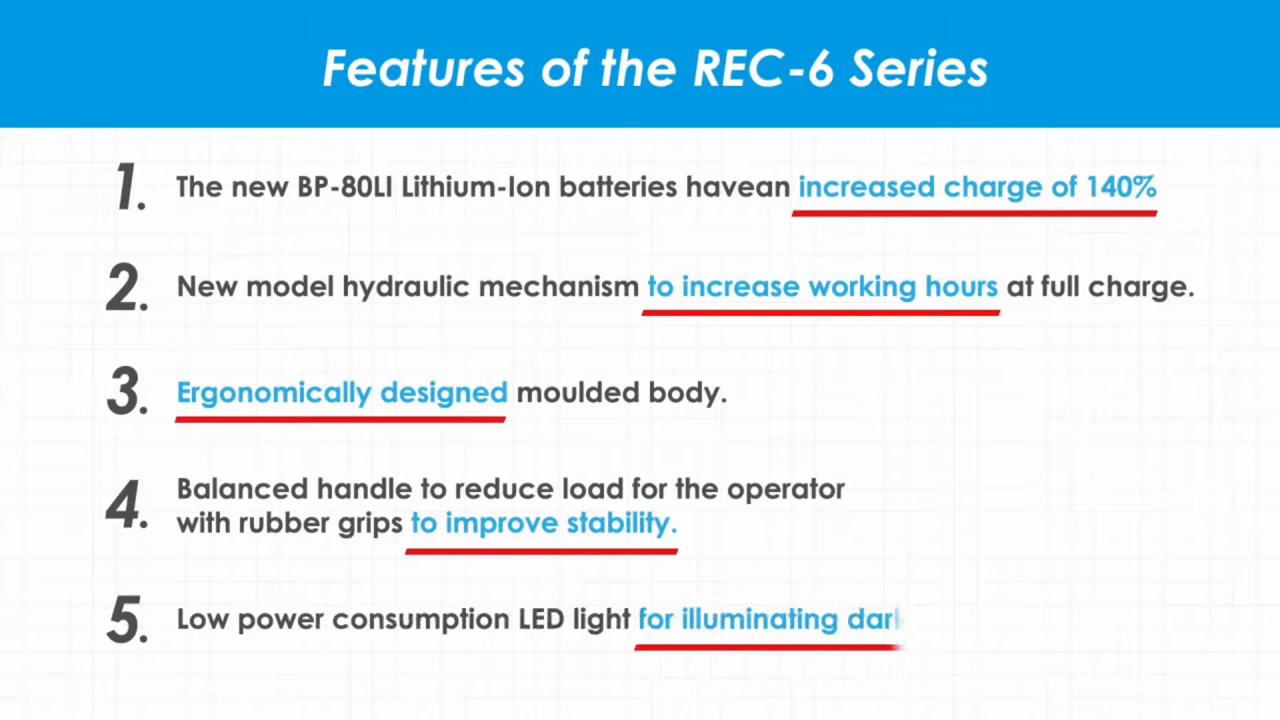 Features of the REC-6 Series
1. The new BP-80LI Lithium-Ion batteries havean increased charge of 140%
2. New model hydraulic mechanism to increase working hours at full charge.
3. Ergonomically designed moulded body.
4. Balanced handle to reduce load for the operator
with rubber grips to improve stability.
5. Low power consumption LED light for illuminating